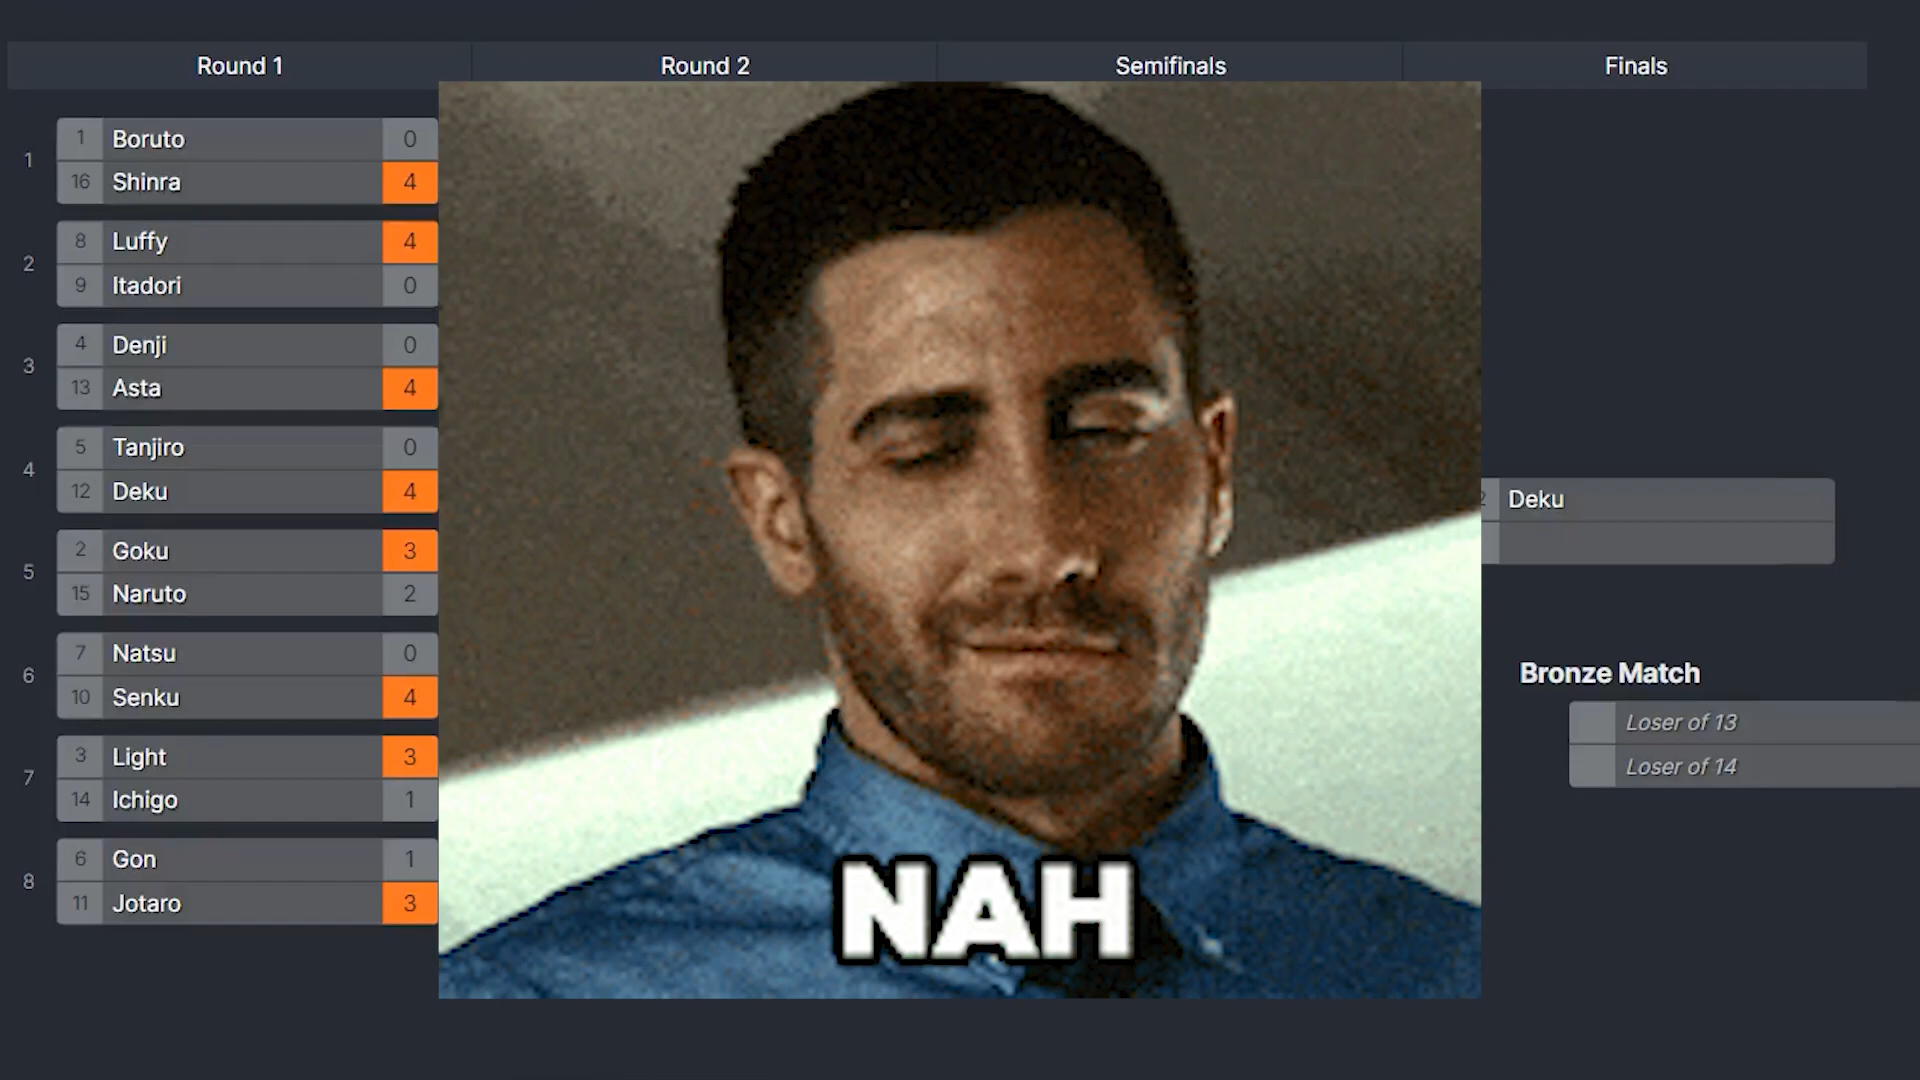 Round 1 Round 2 Semifinals Finals
1
1 Boruto 0
16 Shinra 4
2
8 Luffy 4
9 Itadori 0
3
4 Denji 0
13 Asta 4
4
5 Tanjiro 0
12 Deku 4
5
2 Goku 3
15 Naruto 2
6
7 Natsu 0
10 Senku 4
7
3 Light 3
14 Ichigo 1
8
6 Gon 1
11 Jotaro 3
Deku
Bronze Match
Loser of 13
Loser of 14
NAH